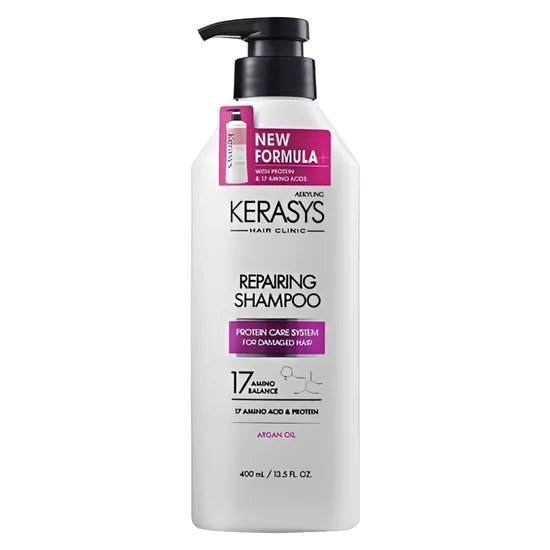 NEW
FORMULA+
WITH PROTEIN
& 17 AMINO ACIDS
Kerasys
AEKYUNG
KERASYS
HAIR CLINIC
REPAIRING
SHAMPOO
PROTEIN CARE SYSTEM
FOR DAMAGED HAIR
17 AMINO
BALANCE
17 AMINO ACID & PROTEIN
ARGAN OIL
400 mL / 13.5 FL. OZ.